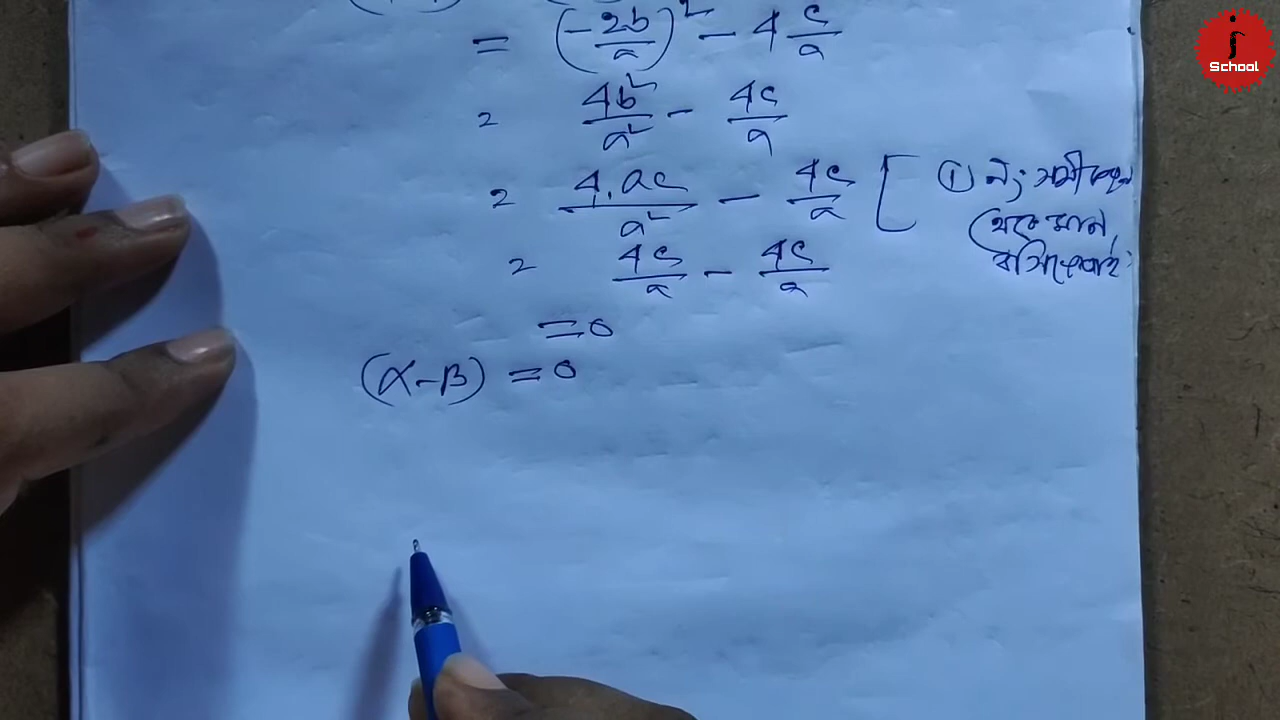 = (-2b/a)² - 4 c/a
= 4b²/a² - 4c/a
= 4.ac/a² - 4c/a [ ① নং সমীকরণ
থেকে মান
বসিয়ে পাই
= 4c/a - 4c/a
= 0
(α-β) = 0
i School